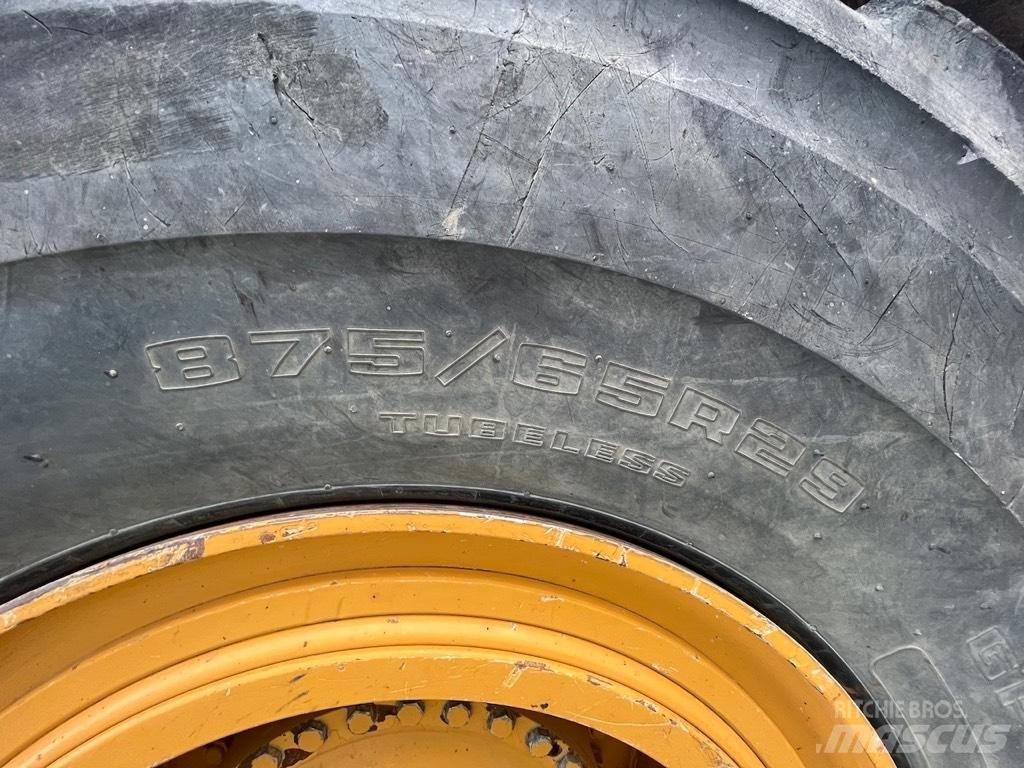 875/65R29
TUBELESS
RITCHIE BROS.
MASCUS